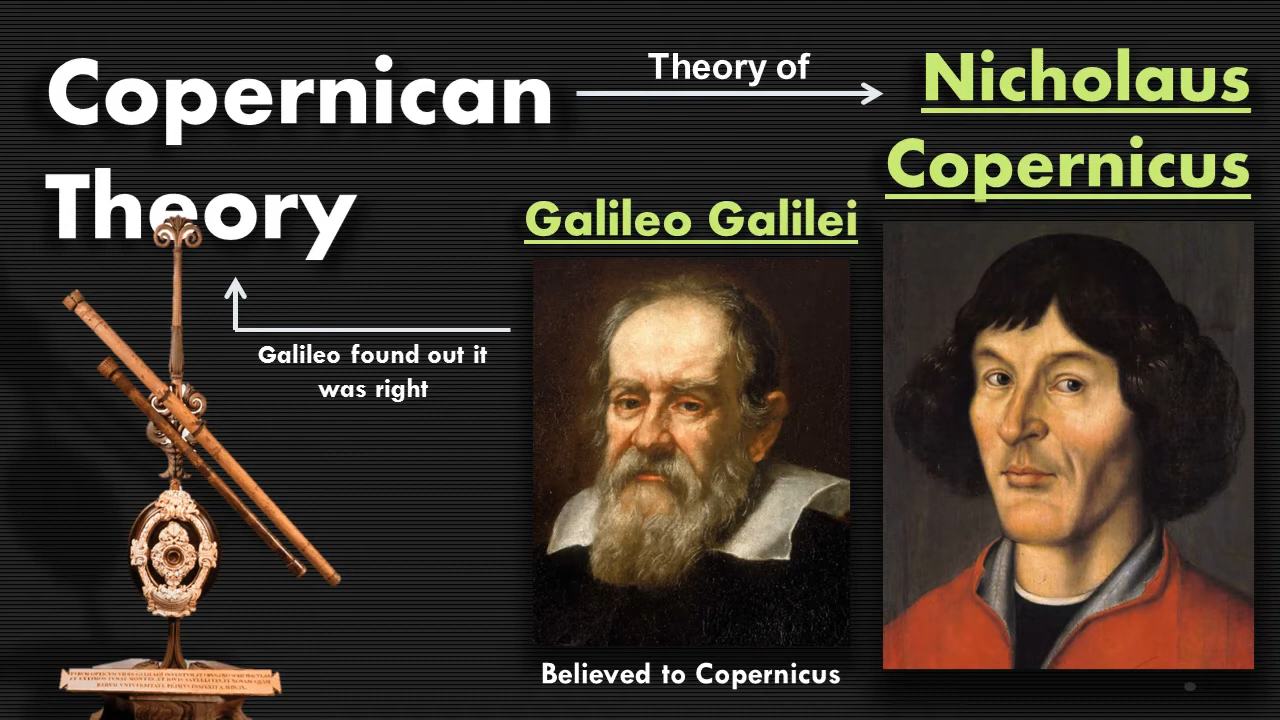 Copernican
Theory
Theory of
Nicholaus
Copernicus
Galileo Galilei
Galileo found out it
was right
Believed to Copernicus